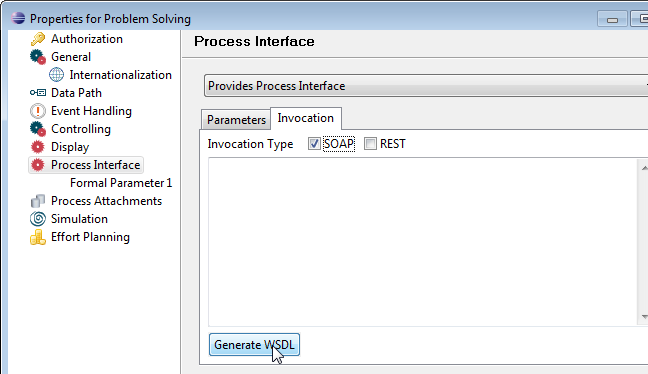 Properties for Problem Solving
Authorization
General
Internationalization
Data Path
Event Handling
Controlling
Display
Process Interface
Formal Parameter 1
Process Attachments
Simulation
Effort Planning
Process Interface
Provides Process Interface
Parameters Invocation
Invocation Type SOAP REST
Generate WSDL